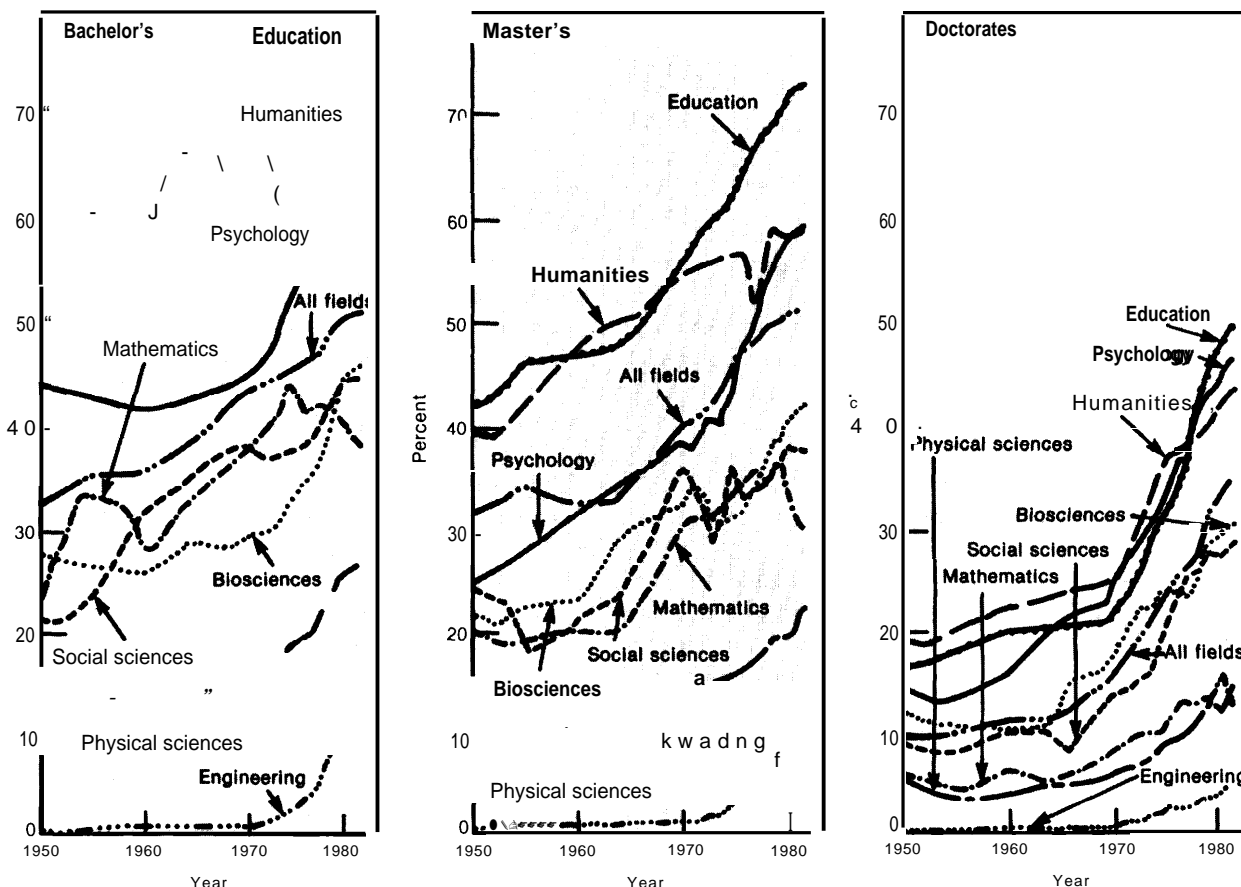 Bachelor's
Education
Humanities
Psychology
All fields
Mathematics
Biosciences
Social sciences
Physical sciences
Engineering
70
60
50
4 0
30
20
10
0
1950
1960
1970
1980
Year
Master's
Education
Humanities
All fields
Psychology
Mathematics
Social sciences
Biosciences
a
k w a d n g
f
Physical sciences
Percent
70
60
50
40
30
20
10
0
1950
1960
1970
1980
Year
Doctorates
Education
Psychology
Humanities
Physical sciences
Biosciences
Social sciences
Mathematics
All fields
Engineering
70
60
50
4 0
30
20
10
0
1950
1960
1970
1980
Year